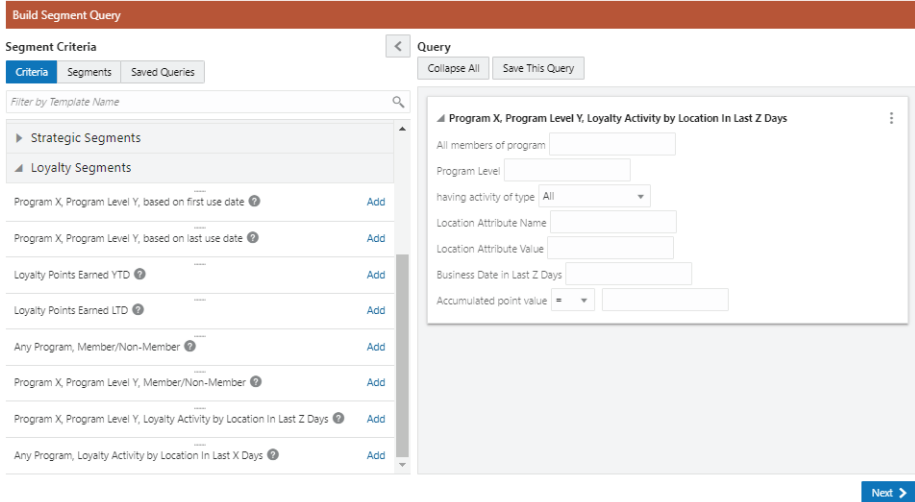 Build Segment Query
Segment Criteria
Criteria
Segments
Saved Queries
Filter by Template Name
Strategic Segments
Loyalty Segments
Program X, Program Level Y, based on first use date ?
Add
Program X, Program Level Y, based on last use date ?
Add
Loyalty Points Earned YTD ?
Add
Loyalty Points Earned LTD ?
Add
Any Program, Member/Non-Member ?
Add
Program X, Program Level Y, Member/Non-Member ?
Add
Program X, Program Level Y, Loyalty Activity by Location In Last Z Days ?
Add
Any Program, Loyalty Activity by Location In Last X Days ?
Add
Query
Collapse All
Save This Query
Program X, Program Level Y, Loyalty Activity by Location In Last Z Days
All members of program
Program Level
having activity of type All
Location Attribute Name
Location Attribute Value
Business Date in Last Z Days
Accumulated point value =
Next